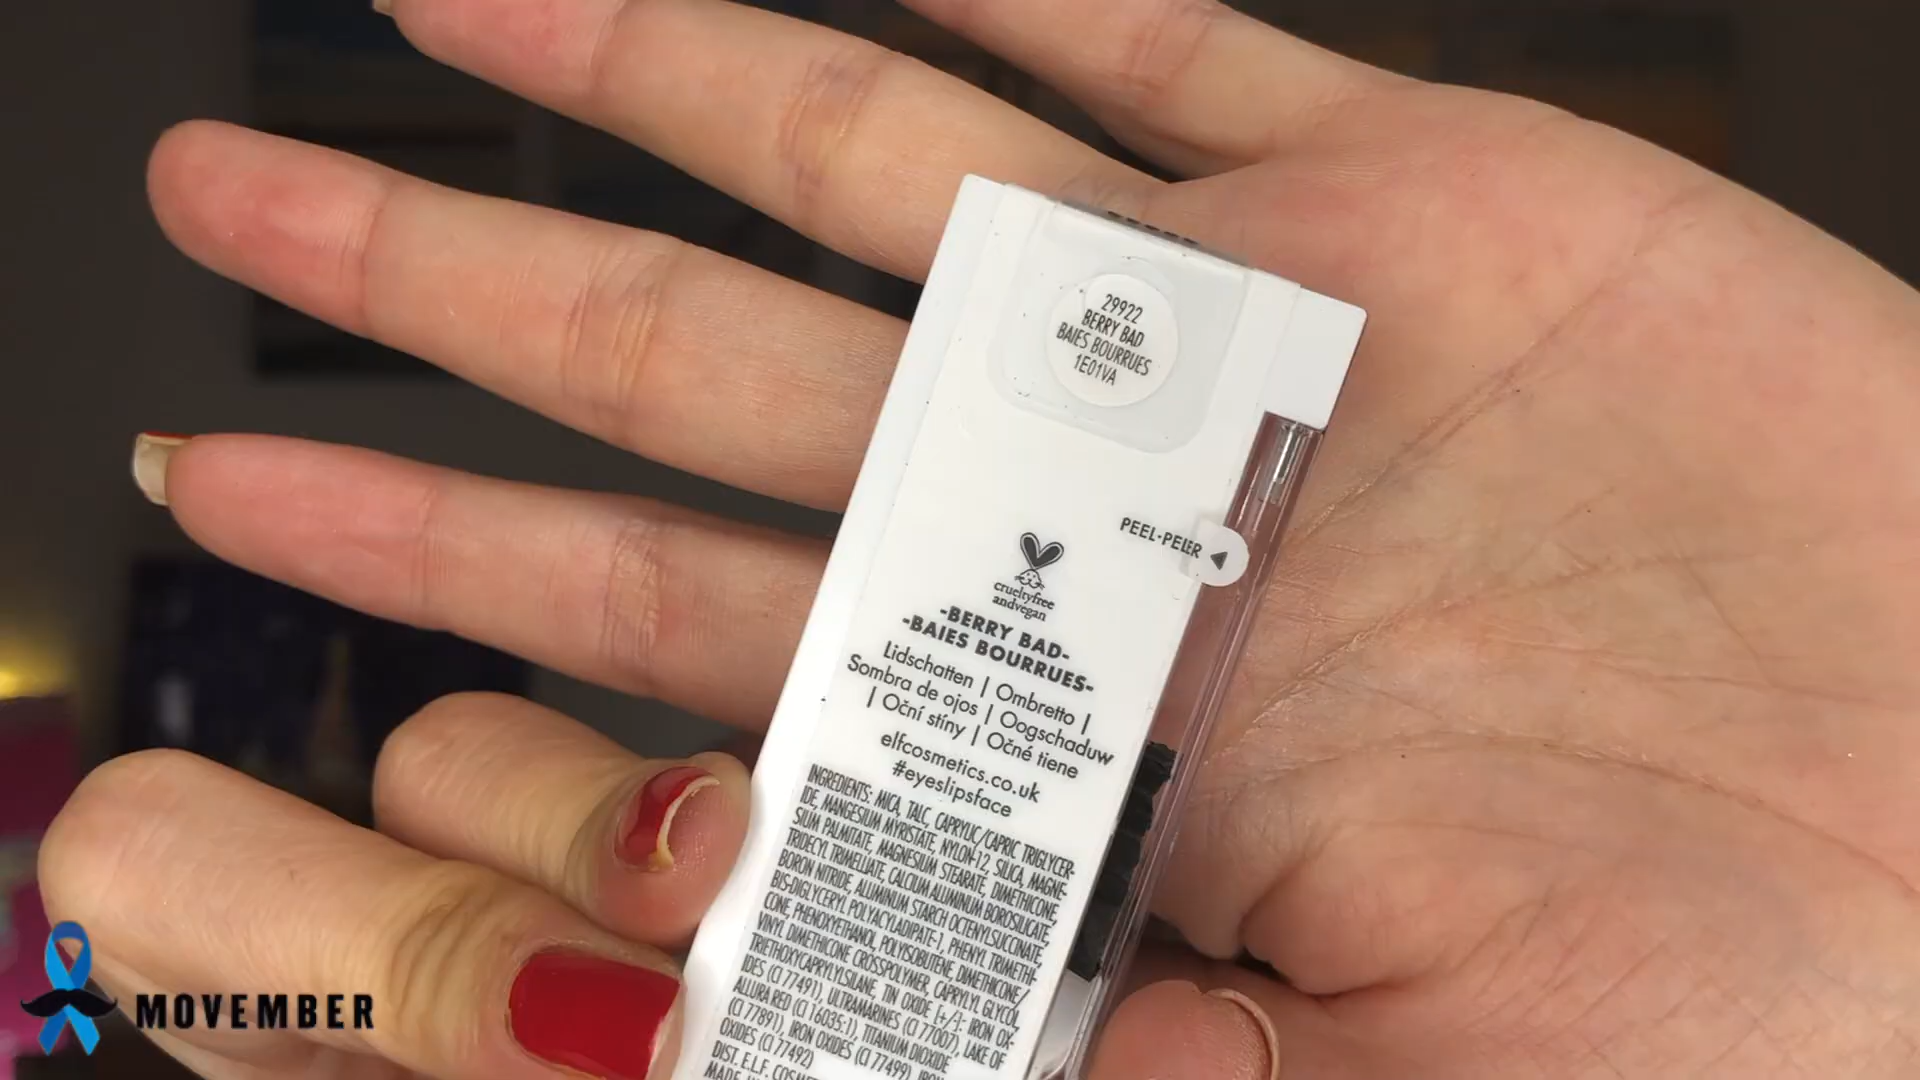 29922
BERRY BAD
BAIES BOURRUES
1E01VA
PEEL•PELER
crueltyfree
andvegan
-BERRY BAD-
-BAIES BOURRUES-
Lidschatten | Ombretto |
Sombra de ojos | Oogschaduw
| Oční stíny | Očné tiene
elfcosmetics.co.uk
#eyeslipsface
INGREDIENTS: MICA, TALC, CAPRYLIC/CAPRIC TRIGLYCER-
IDE, MANGESIUM MYRISTATE, NYLON-12, SILICA, MAGNE-
SIUM PALMITATE, MAGNESIUM STEARATE, DIMETHICONE,
TRIDECYL TRIMELLIATE, CALCIUM ALUMINUM BOROSILICATE,
BORON NITRIDE, ALUMINUM STARCH OCTENYLSUCCINATE,
BIS-DIGLYCERYL POLYACYLADIPATE-1, PHENYL TRIMETHI-
CONE, PHENOXYETHANOL, POLYISOBUTENE, DIMETHICONE/
VINYL DIMETHICONE CROSSPOLYMER, CAPRYLYL GLYCOL,
TRIETHOXYCAPRYLYLSILANE, TIN OXIDE [+/-]: IRON OX-
IDES (CI 77491), ULTRAMARINES (CI 77007), LAKE OF
ALLURA RED (CI 16035:1), TITANIUM DIOXIDE
(CI 77891), IRON OXIDES (CI 77499), IRON
OXIDES (CI 77492)
DIST. E.L.F.
MADE
MOVEMBER